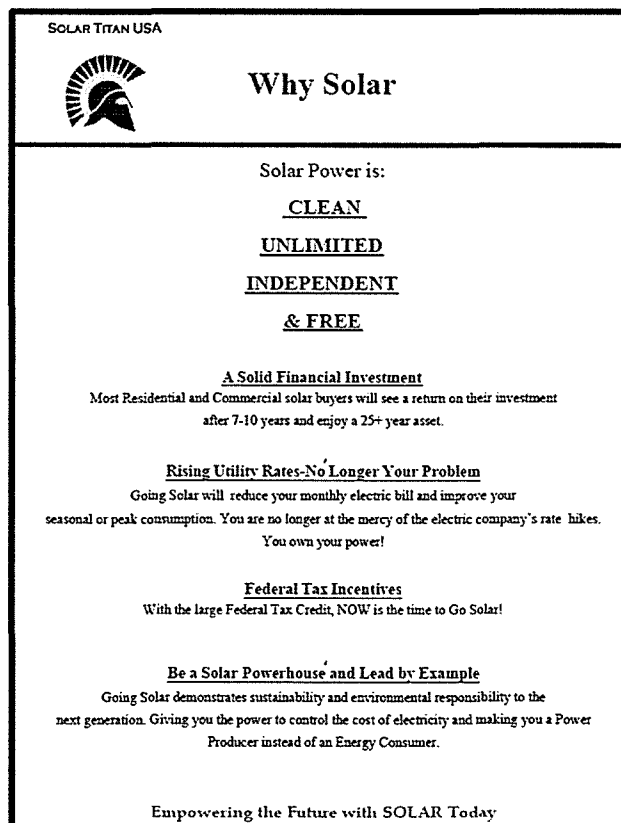 SOLAR TITAN USA
Why Solar
Solar Power is:
CLEAN
UNLIMITED
INDEPENDENT
& FREE
A Solid Financial Investment
Most Residential and Commercial solar buyers will see a return on their investment
after 7-10 years and enjoy a 25+ year asset.
Rising Utility Rates-No Longer Your Problem
Going Solar will reduce your monthly electric bill and improve your
seasonal or peak consumption. You are no longer at the mercy of the electric company's rate hikes.
You own your power!
Federal Tax Incentives
With the large Federal Tax Credit, NOW is the time to Go Solar!
Be a Solar Powerhouse and Lead by Example
Going Solar demonstrates sustainability and environmental responsibility to the
next generation. Giving you the power to control the cost of electricity and making you a Power
Producer instead of an Energy Consumer.
Empowering the Future with SOLAR Today